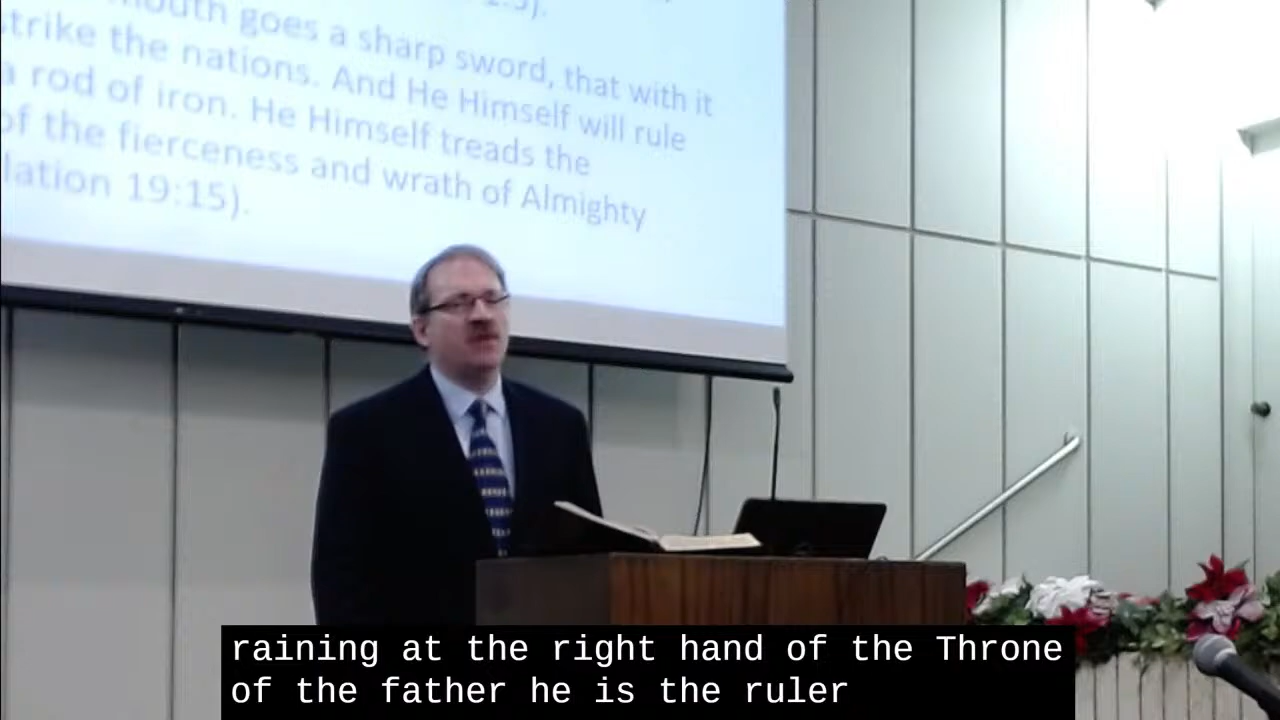 mouth goes a sharp sword, that with it
strike the nations. And He Himself will rule
rod of iron. He Himself treads the
of the fierceness and wrath of Almighty
lation 19:15).
raining at the right hand of the Throne
of the father he is the ruler